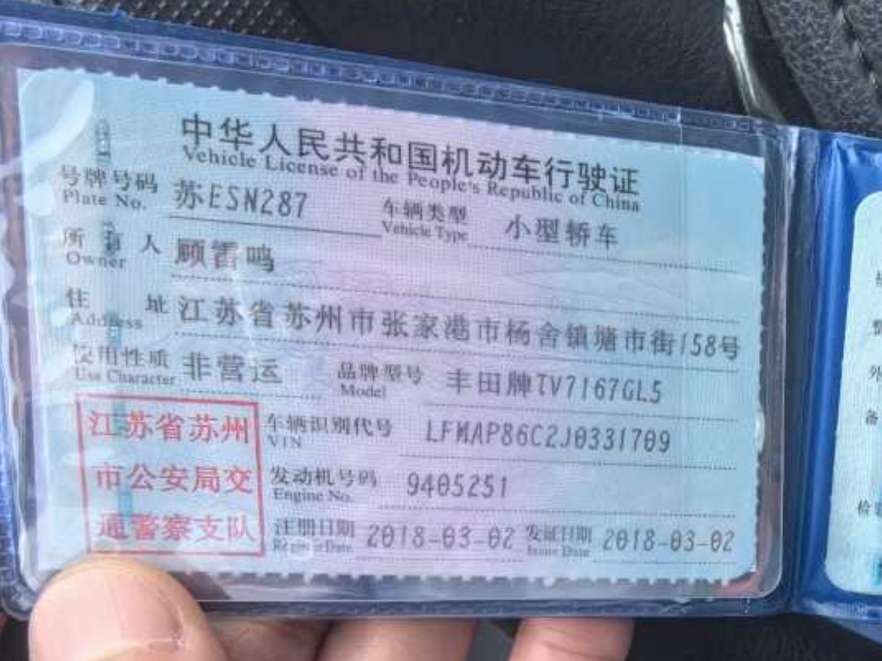 中华人民共和国机动车行驶证
Vehicle License of the People's Republic of China
号牌号码 苏ESN287 车辆类型 小型轿车
Plate No. Vehicle Type
所有人 顾雷鸣
Owner
住址 江苏省苏州市张家港市杨舍镇塘市街158号
Address
使用性质 非营运 品牌型号 丰田牌TV7167GL5
Use Character Model
江苏省苏州 车辆识别代号 LFMAP86C2J0331709
VIN
市公安局交 发动机号码 9405251
Engine No.
通警察支队 注册日期 2018-03-02 发证日期 2018-03-02
Register Date Issue Date
外
备
检验